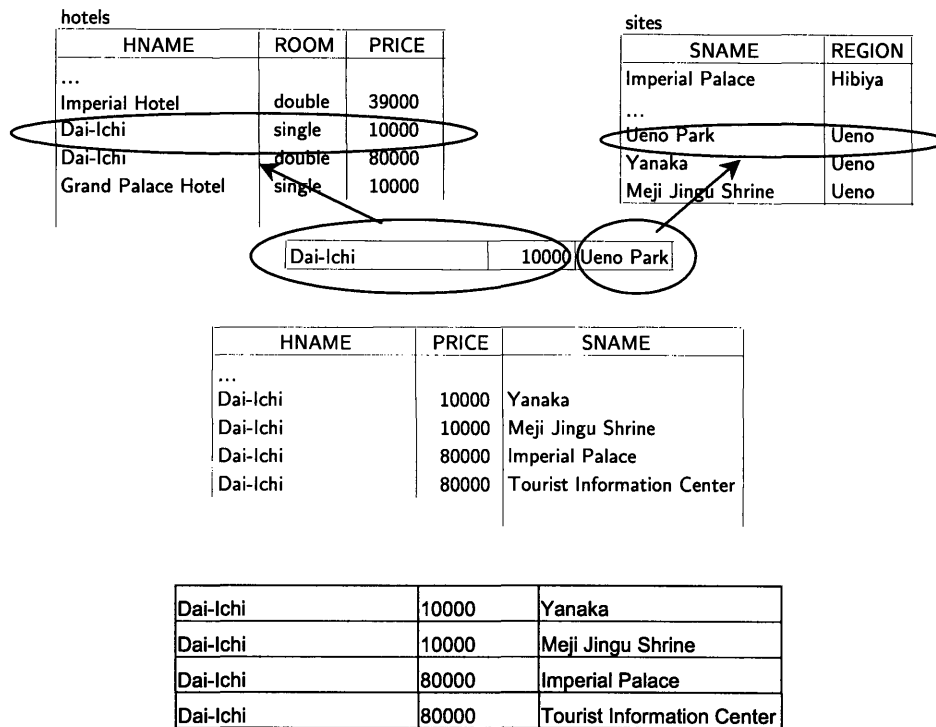 hotels
HNAME ROOM PRICE
...
Imperial Hotel double 39000
Dai-Ichi single 10000
Dai-Ichi double 80000
Grand Palace Hotel single 10000
sites
SNAME REGION
Imperial Palace Hibiya
...
Ueno Park Ueno
Yanaka Ueno
Meji Jingu Shrine Ueno
Dai-Ichi 10000 Ueno Park
HNAME PRICE SNAME
...
Dai-Ichi 10000 Yanaka
Dai-Ichi 10000 Meji Jingu Shrine
Dai-Ichi 80000 Imperial Palace
Dai-Ichi 80000 Tourist Information Center
Dai-Ichi 10000 Yanaka
Dai-Ichi 10000 Meji Jingu Shrine
Dai-Ichi 80000 Imperial Palace
Dai-Ichi 80000 Tourist Information Center